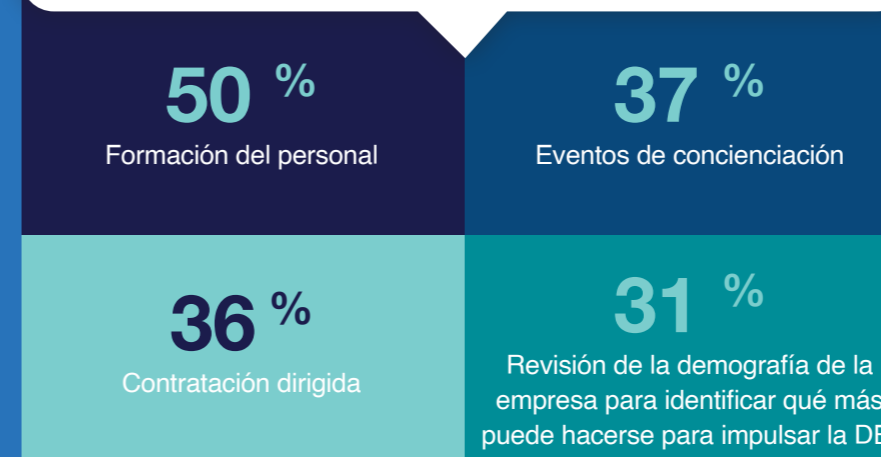 50 %
Formación del personal
37 %
Eventos de concienciación
36 %
Contratación dirigida
31 %
Revisión de la demografía de la
empresa para identificar qué más
puede hacerse para impulsar la